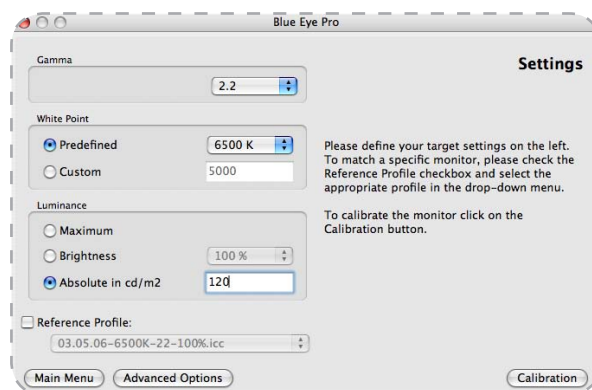 Blue Eye Pro
Gamma
2.2
White Point
Predefined
6500 K
Custom
5000
Luminance
Maximum
Brightness
100 %
Absolute in cd/m2
120
Reference Profile:
03.05.06-6500K-22-100%.icc
Main Menu
Advanced Options
Settings
Please define your target settings on the left.
To match a specific monitor, please check the
Reference Profile checkbox and select the
appropriate profile in the drop-down menu.
To calibrate the monitor click on the
Calibration button.
Calibration